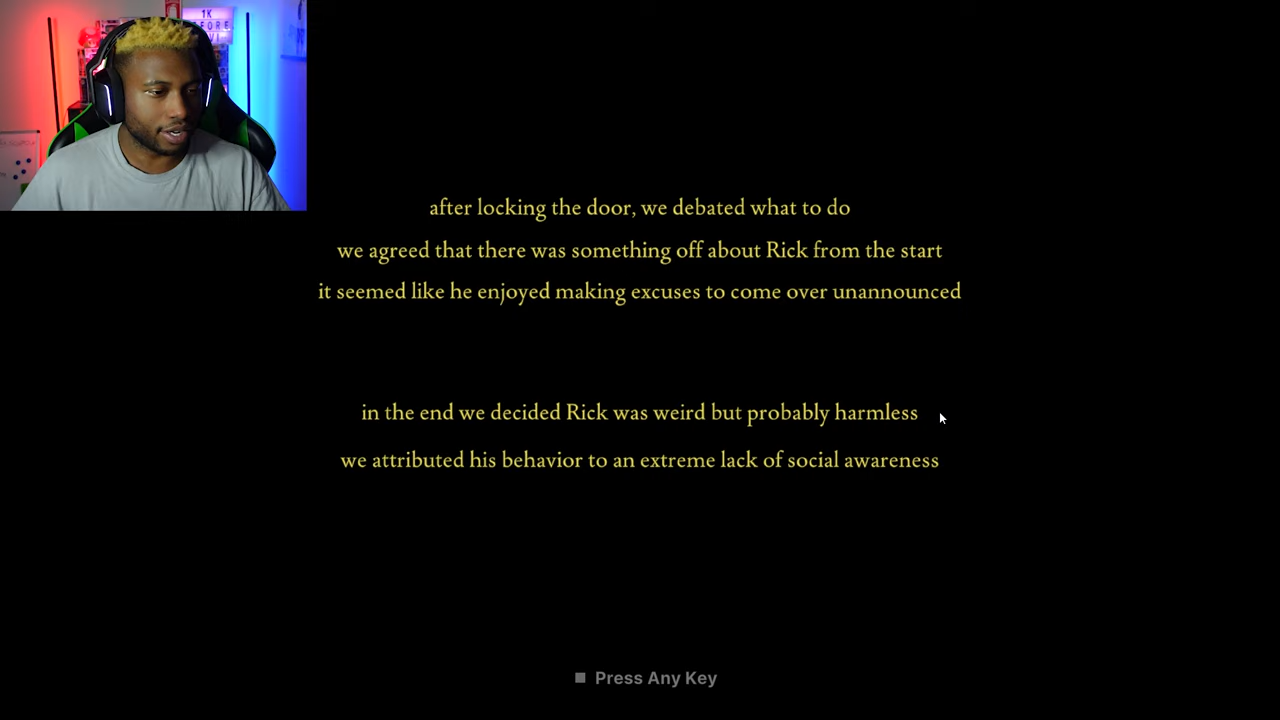 1K
after locking the door, we debated what to do
we agreed that there was something off about Rick from the start
it seemed like he enjoyed making excuses to come over unannounced
in the end we decided Rick was weird but probably harmless
we attributed his behavior to an extreme lack of social awareness
Press Any Key